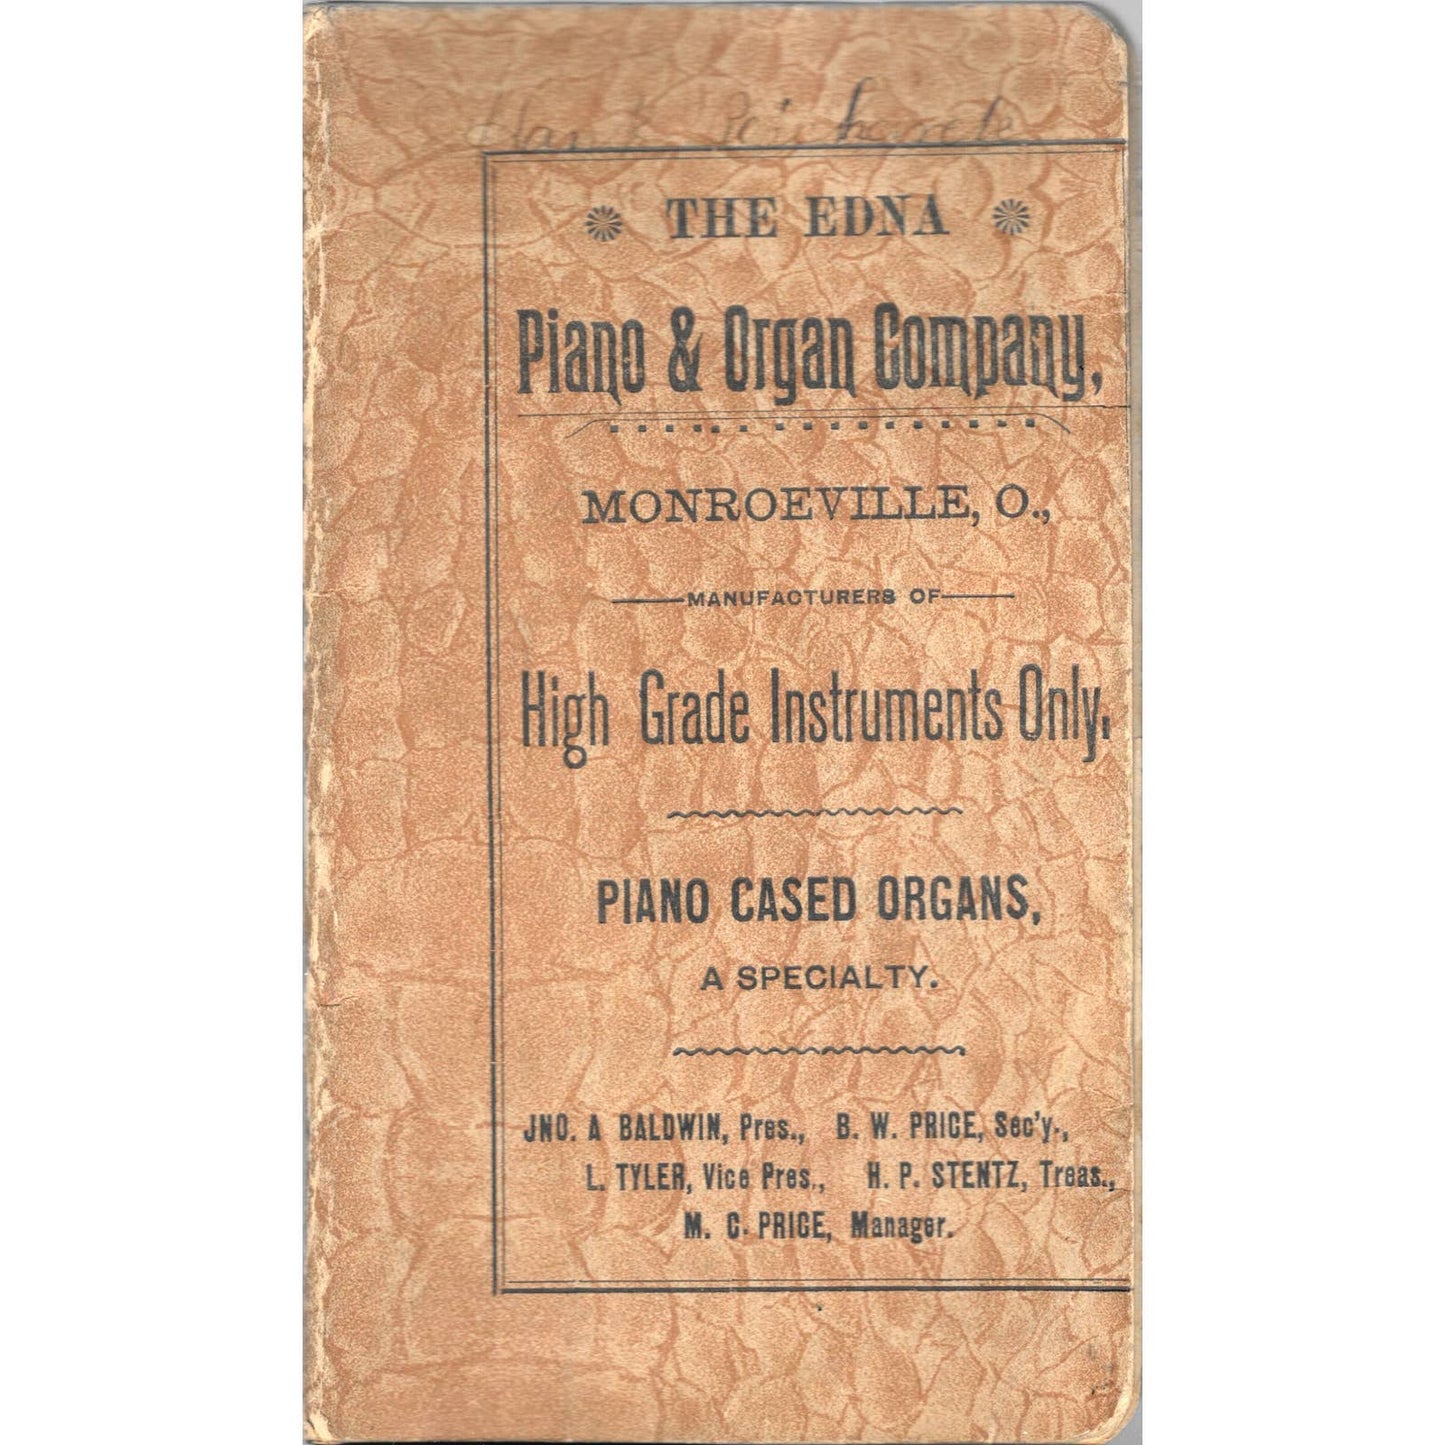 THE EDNA
Piano & Organ Company,
MONROEVILLE, O.,
MANUFACTURERS OF
High Grade Instruments Only,
PIANO CASED ORGANS,
A SPECIALTY.
JNO. A BALDWIN, Pres., B. W. PRICE, Sec'y.,
L. TYLER, Vice Pres., H. P. STENTZ, Treas.,
M. C. PRICE, Manager.